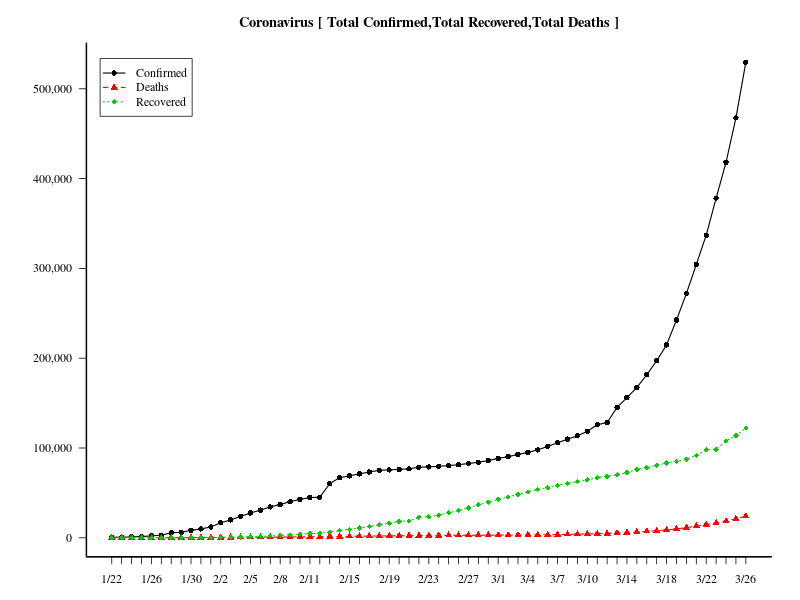 Coronavirus [ Total Confirmed,Total Recovered,Total Deaths ]
Confirmed
Deaths
Recovered
500,000
400,000
300,000
200,000
100,000
0
1/22 1/26 1/30 2/2 2/5 2/8 2/11 2/15 2/19 2/23 2/27 3/1 3/4 3/7 3/10 3/14 3/18 3/22 3/26